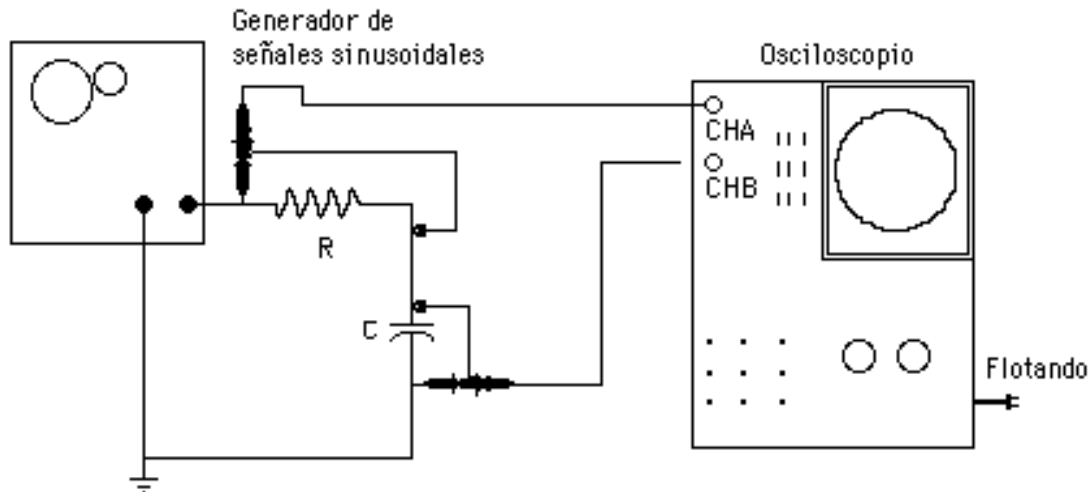 Generador de
señales sinusoidales
Osciloscopio
CHA
CHB
R
C
Flotando